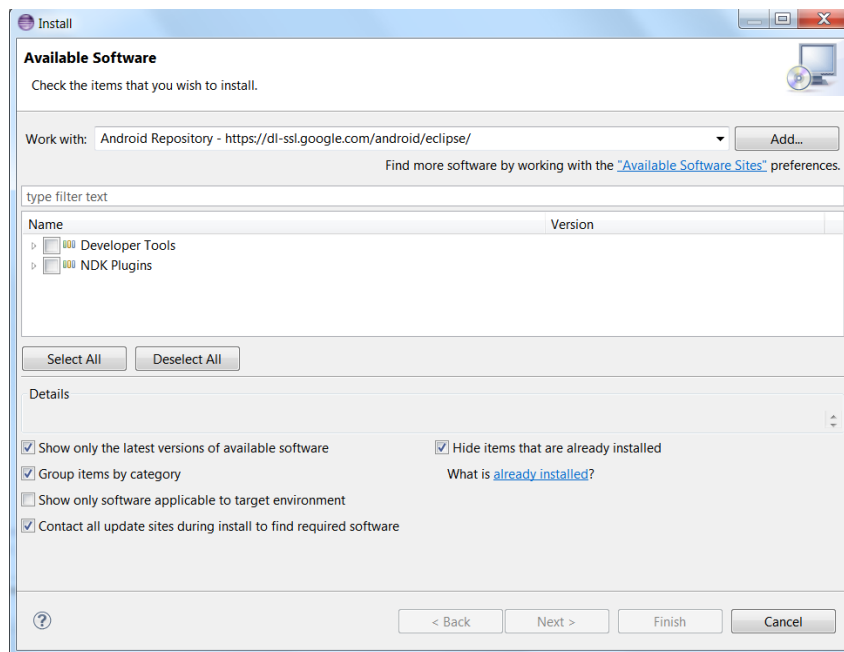 Install
Available Software
Check the items that you wish to install.
Work with: Android Repository - https://dl-ssl.google.com/android/eclipse/ Add...
Find more software by working with the "Available Software Sites" preferences.
type filter text
Name Version
Developer Tools
NDK Plugins
Select All Deselect All
Details
Show only the latest versions of available software Hide items that are already installed
Group items by category What is already installed?
Show only software applicable to target environment
Contact all update sites during install to find required software
? < Back Next > Finish Cancel